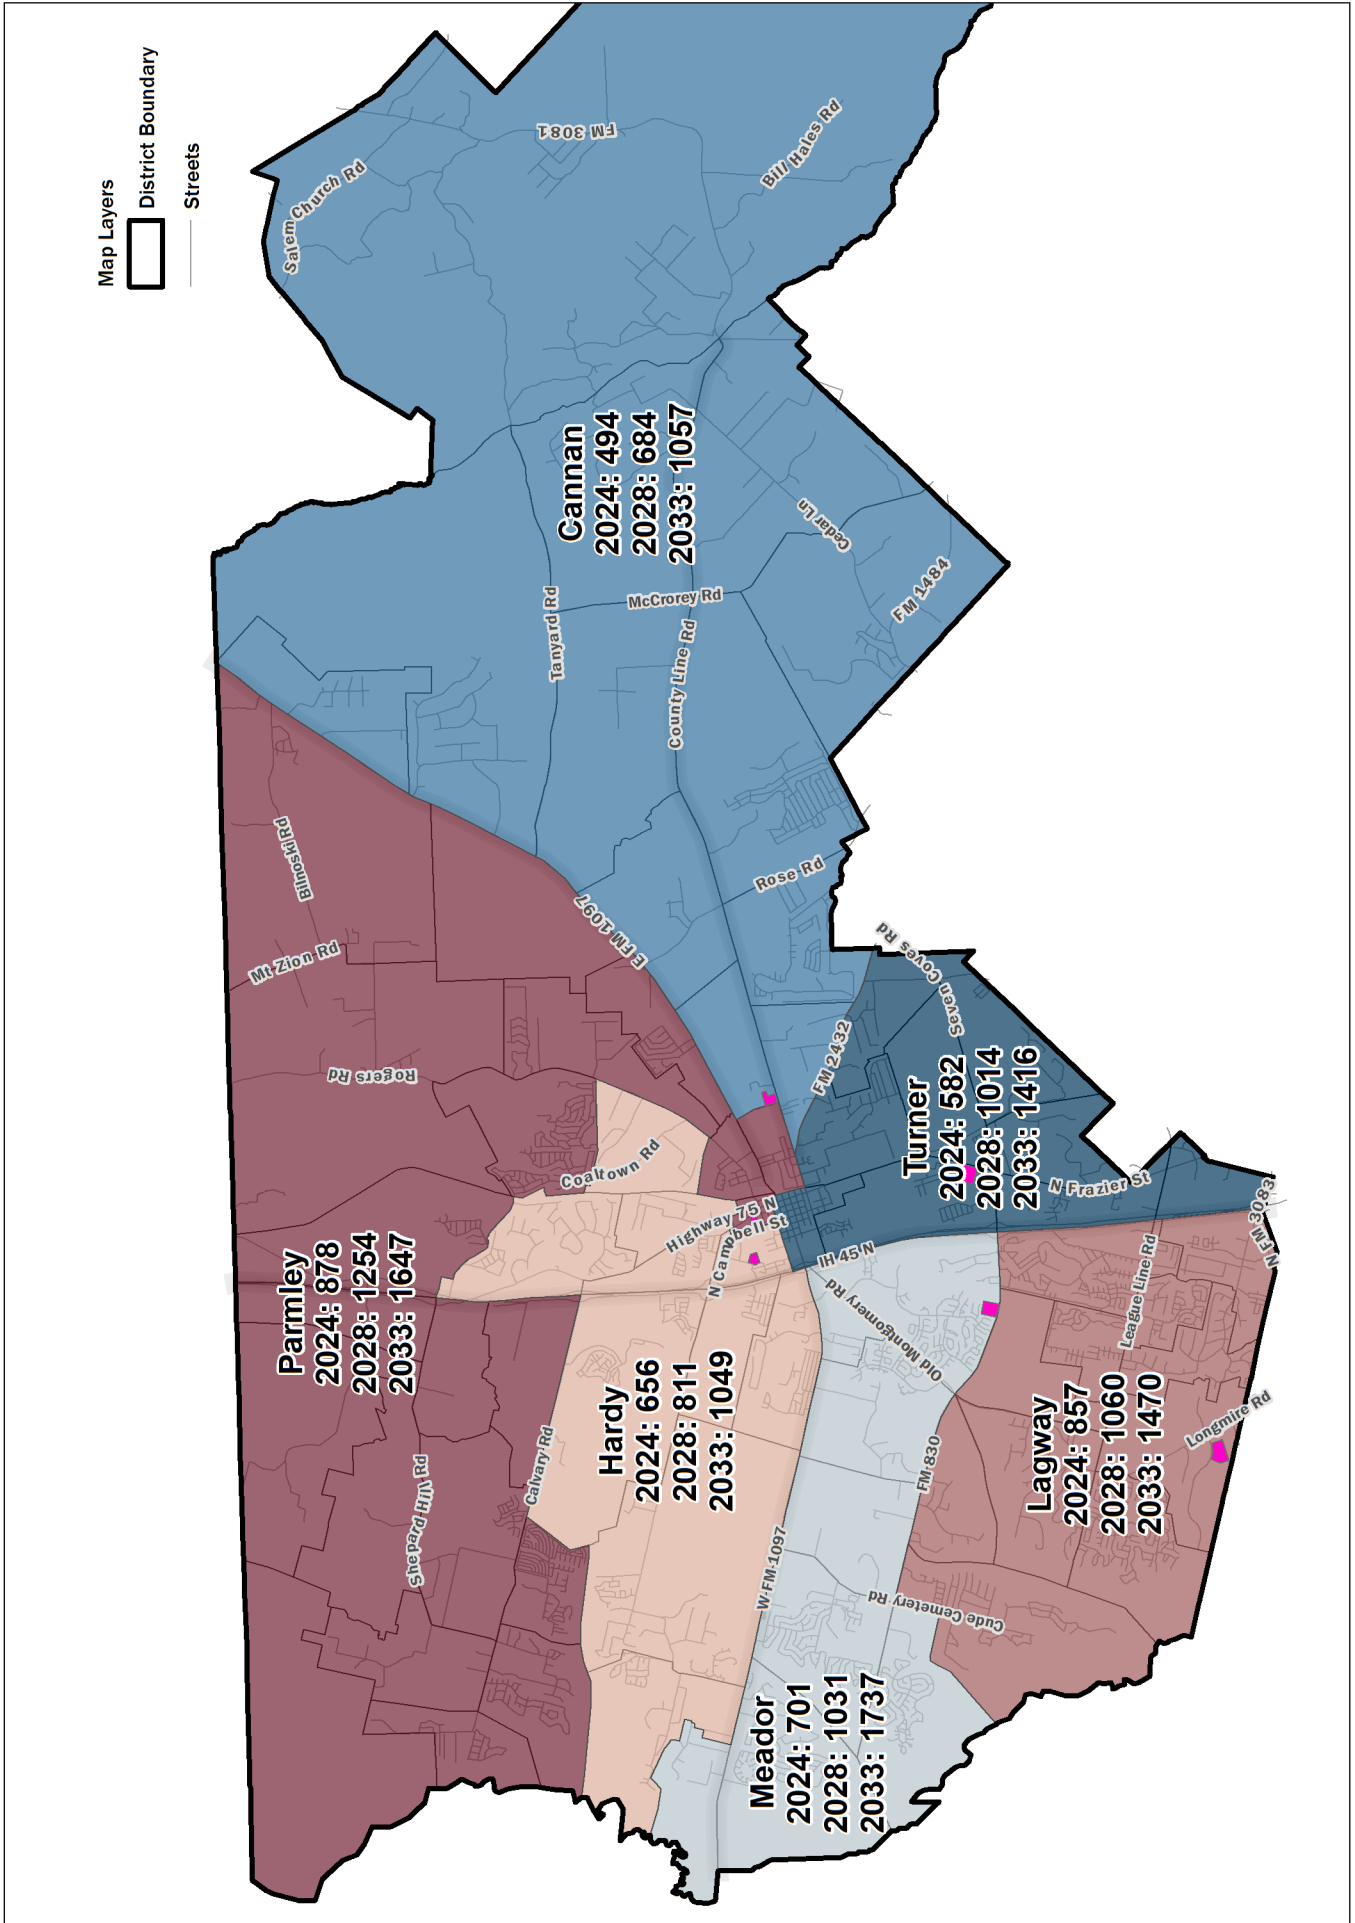 Map Layers
District Boundary
Streets
Salem Church Rd
FM 3081
Bill Hales Rd
Cannan
2024: 494
2028: 684
2033: 1057
Tanyard Rd
McCrorey Rd
County Line Rd
Cedar Ln
FM 1484
Rose Rd
E FM 1097
Bilnoski Rd
Mt Zion Rd
Rogers Rd
Coaltown Rd
Parmley
2024: 878
2028: 1254
2033: 1647
Shepard Hill Rd
Calvary Rd
Highway 75 N
N Campbell St
Hardy
2024: 656
2028: 811
2033: 1049
W FM 1097
IH 45 N
Old Montgomery Rd
FM 2432
Seven Coves Rd
Turner
2024: 582
2028: 1014
2033: 1416
N Frazier St
N FM 3083
League Line Rd
Longmire Rd
Lagway
2024: 857
2028: 1060
2033: 1470
FM 830
Cude Cemetery Rd
Meador
2024: 701
2028: 1031
2033: 1737